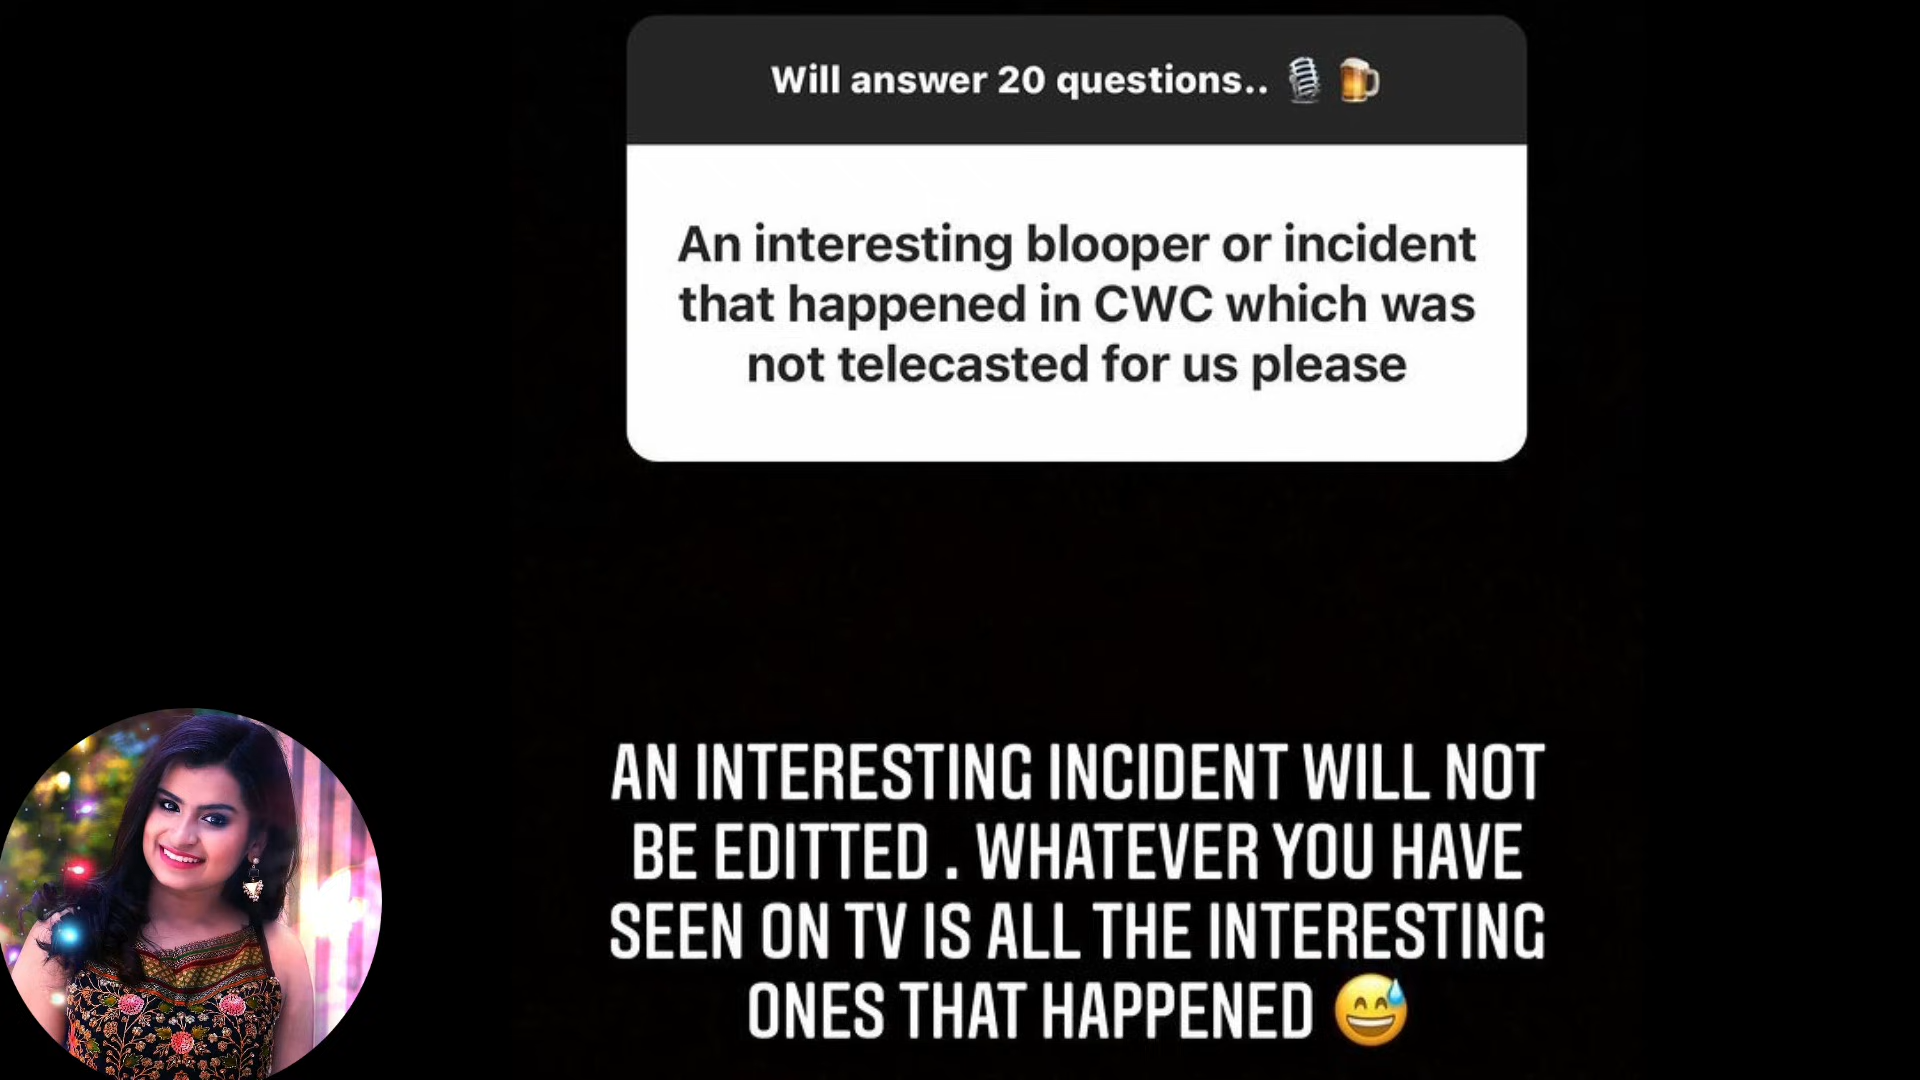 Will answer 20 questions.. 🎙️ 🍺
An interesting blooper or incident
that happened in CWC which was
not telecasted for us please
AN INTERESTING INCIDENT WILL NOT
BE EDITTED . WHATEVER YOU HAVE
SEEN ON TV IS ALL THE INTERESTING
ONES THAT HAPPENED 😅